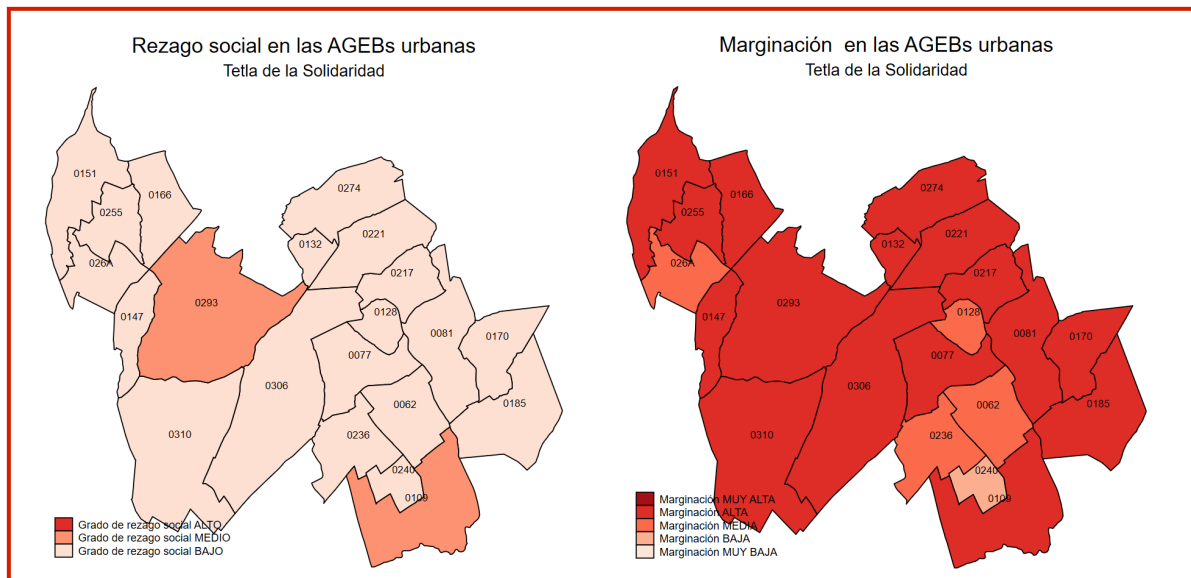 Rezago social en las AGEBs urbanas
Tetla de la Solidaridad
0151
0166
0255
026A
0274
0132
0221
0217
0293
0147
0128
0081
0170
0077
0306
0062
0185
0310
0236
0240
0109
Grado de rezago social ALTO
Grado de rezago social MEDIO
Grado de rezago social BAJO
Marginación en las AGEBs urbanas
Tetla de la Solidaridad
0151
0166
0255
026A
0274
0132
0221
0217
0293
0147
0128
0081
0170
0077
0306
0062
0185
0310
0236
0240
0109
Marginación MUY ALTA
Marginación ALTA
Marginación MEDIA
Marginación BAJA
Marginación MUY BAJA